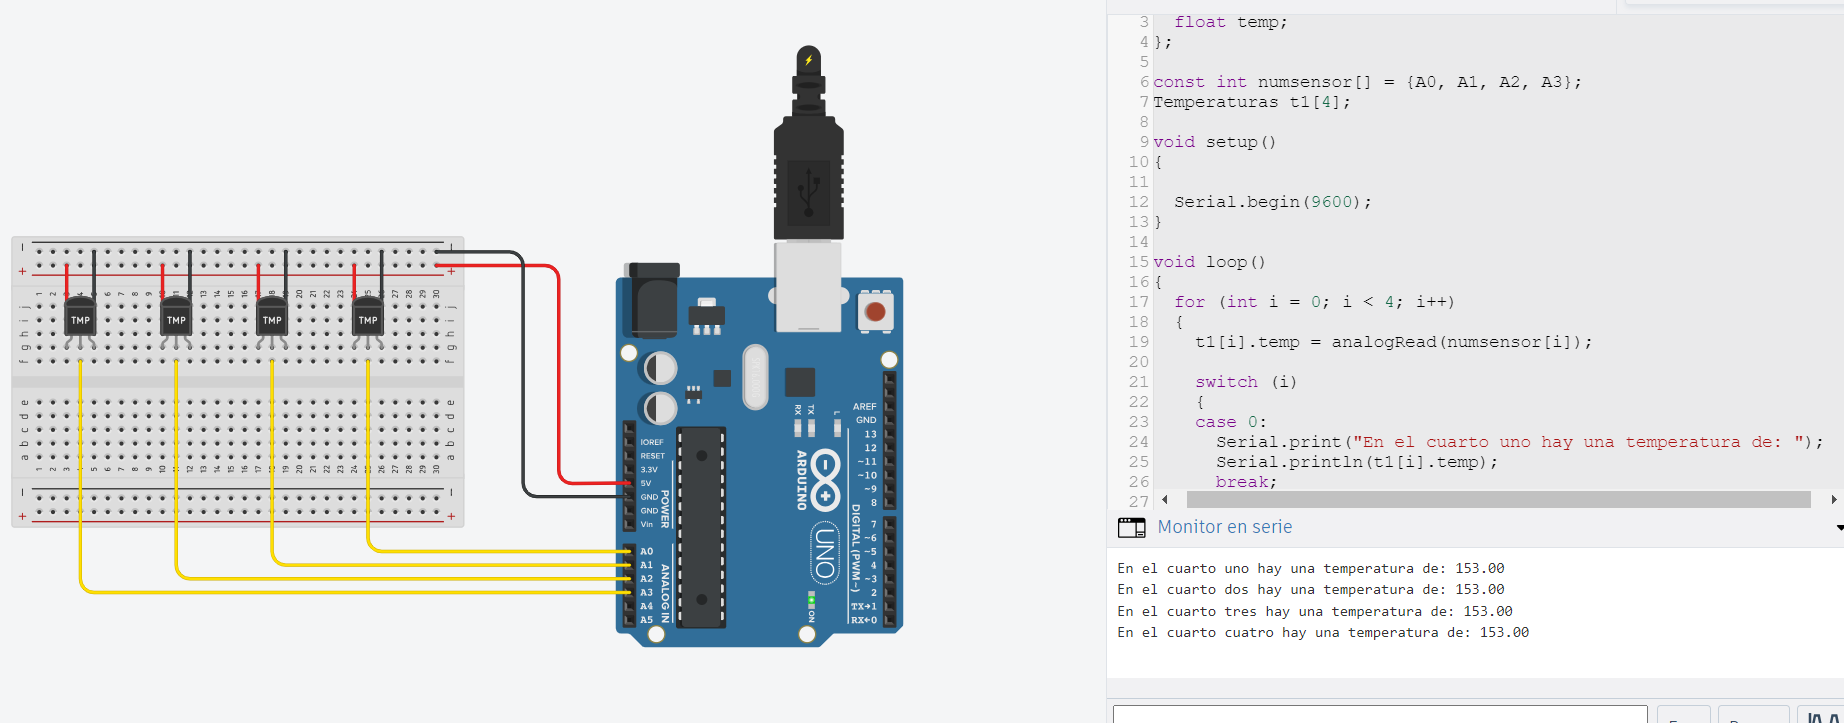 3 float temp;
4 };
5
6 const int numsensor[] = {A0, A1, A2, A3};
7 Temperaturas t1[4];
8
9 void setup()
10 {
11
12 Serial.begin(9600);
13 }
14
15 void loop()
16 {
17 for (int i = 0; i < 4; i++)
18 {
19 t1[i].temp = analogRead(numsensor[i]);
20
21 switch (i)
22 {
23 case 0:
24 Serial.print("En el cuarto uno hay una temperatura de: ");
25 Serial.println(t1[i].temp);
26 break;
27
Monitor en serie
En el cuarto uno hay una temperatura de: 153.00
En el cuarto dos hay una temperatura de: 153.00
En el cuarto tres hay una temperatura de: 153.00
En el cuarto cuatro hay una temperatura de: 153.00
TMP TMP TMP TMP
j
i
h
g
f
e
d
c
b
a
IOREF
RESET
3.3V
5V
GND
GND
Vin
POWER
A0
A1
A2
A3
A4
A5
ANALOG IN
RX TX L
ARDUINO
UNO
ON
AREF
GND
13
12
~11
~10
~9
8
7
~6
~5
4
~3
2
TX→1
RX←0
DIGITAL (PWM~)